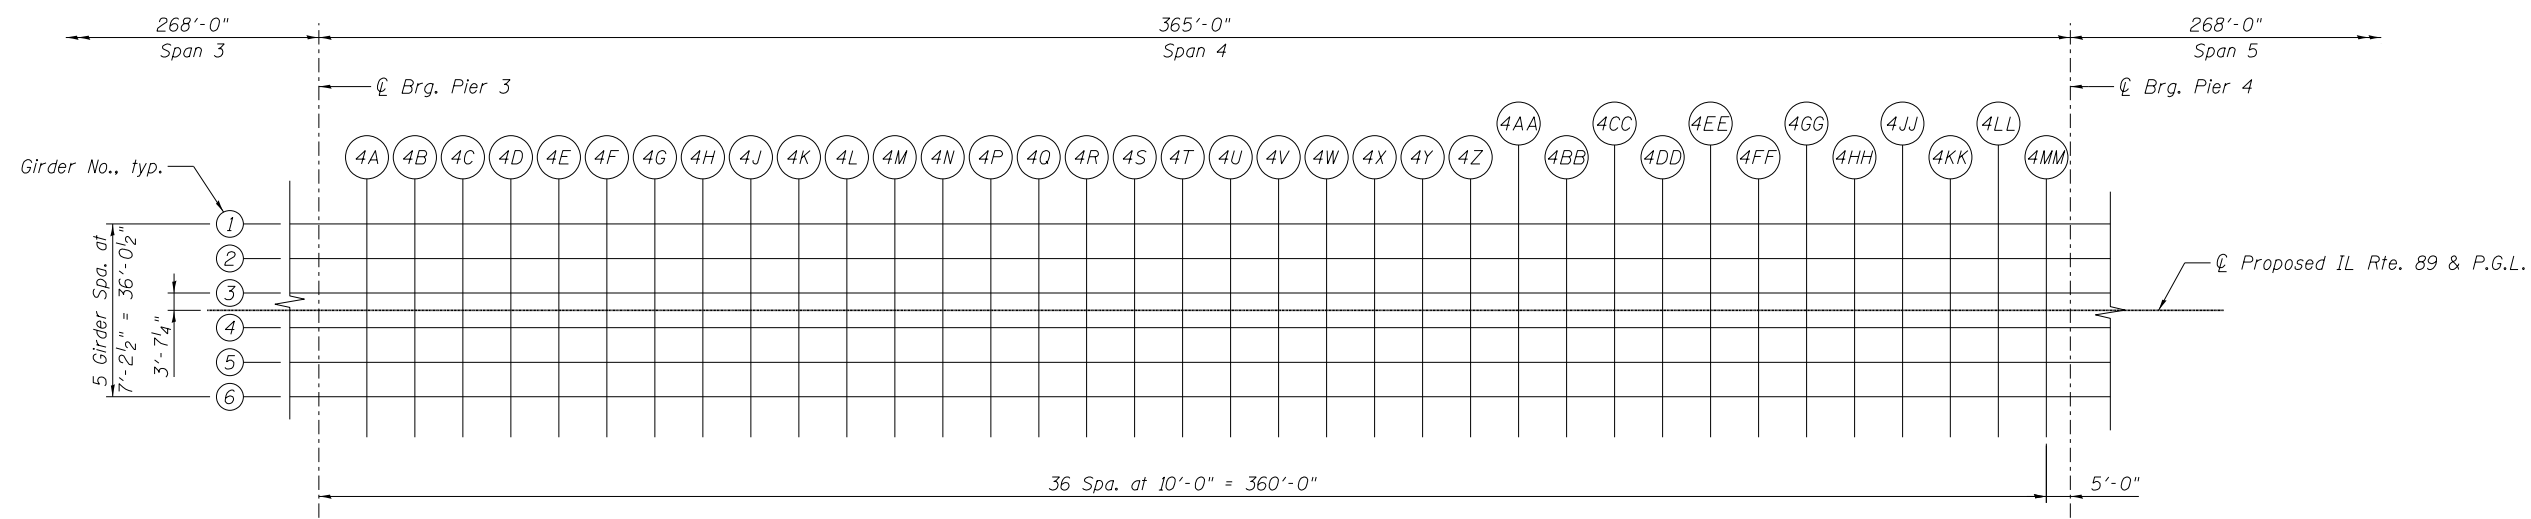 268'-0"
Span 3
365'-0"
Span 4
268'-0"
Span 5
℄ Brg. Pier 3
℄ Brg. Pier 4
4A 4B 4C 4D 4E 4F 4G 4H 4J 4K 4L 4M 4N 4P 4Q 4R 4S 4T 4U 4V 4W 4X 4Y 4Z 4AA 4BB 4CC 4DD 4EE 4FF 4GG 4HH 4JJ 4KK 4LL 4MM
Girder No., typ.
1
2
3
4
5
6
5 Girder Spa. at
7'-2½" = 36'-0½"
3'-7¼"
℄ Proposed IL Rte. 89 & P.G.L.
36 Spa. at 10'-0" = 360'-0"
5'-0"